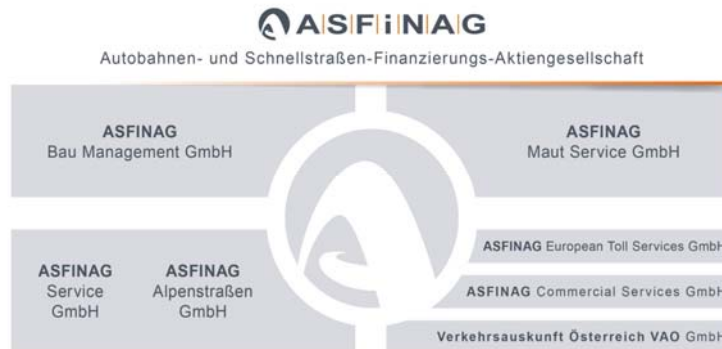 A|S|F|i|N|A|G
Autobahnen- und Schnellstraßen-Finanzierungs-Aktiengesellschaft
ASFINAG
Bau Management GmbH
ASFINAG
Maut Service GmbH
ASFINAG
Service
GmbH
ASFINAG
Alpenstraßen
GmbH
ASFINAG European Toll Services GmbH
ASFINAG Commercial Services GmbH
Verkehrsauskunft Österreich VAO GmbH